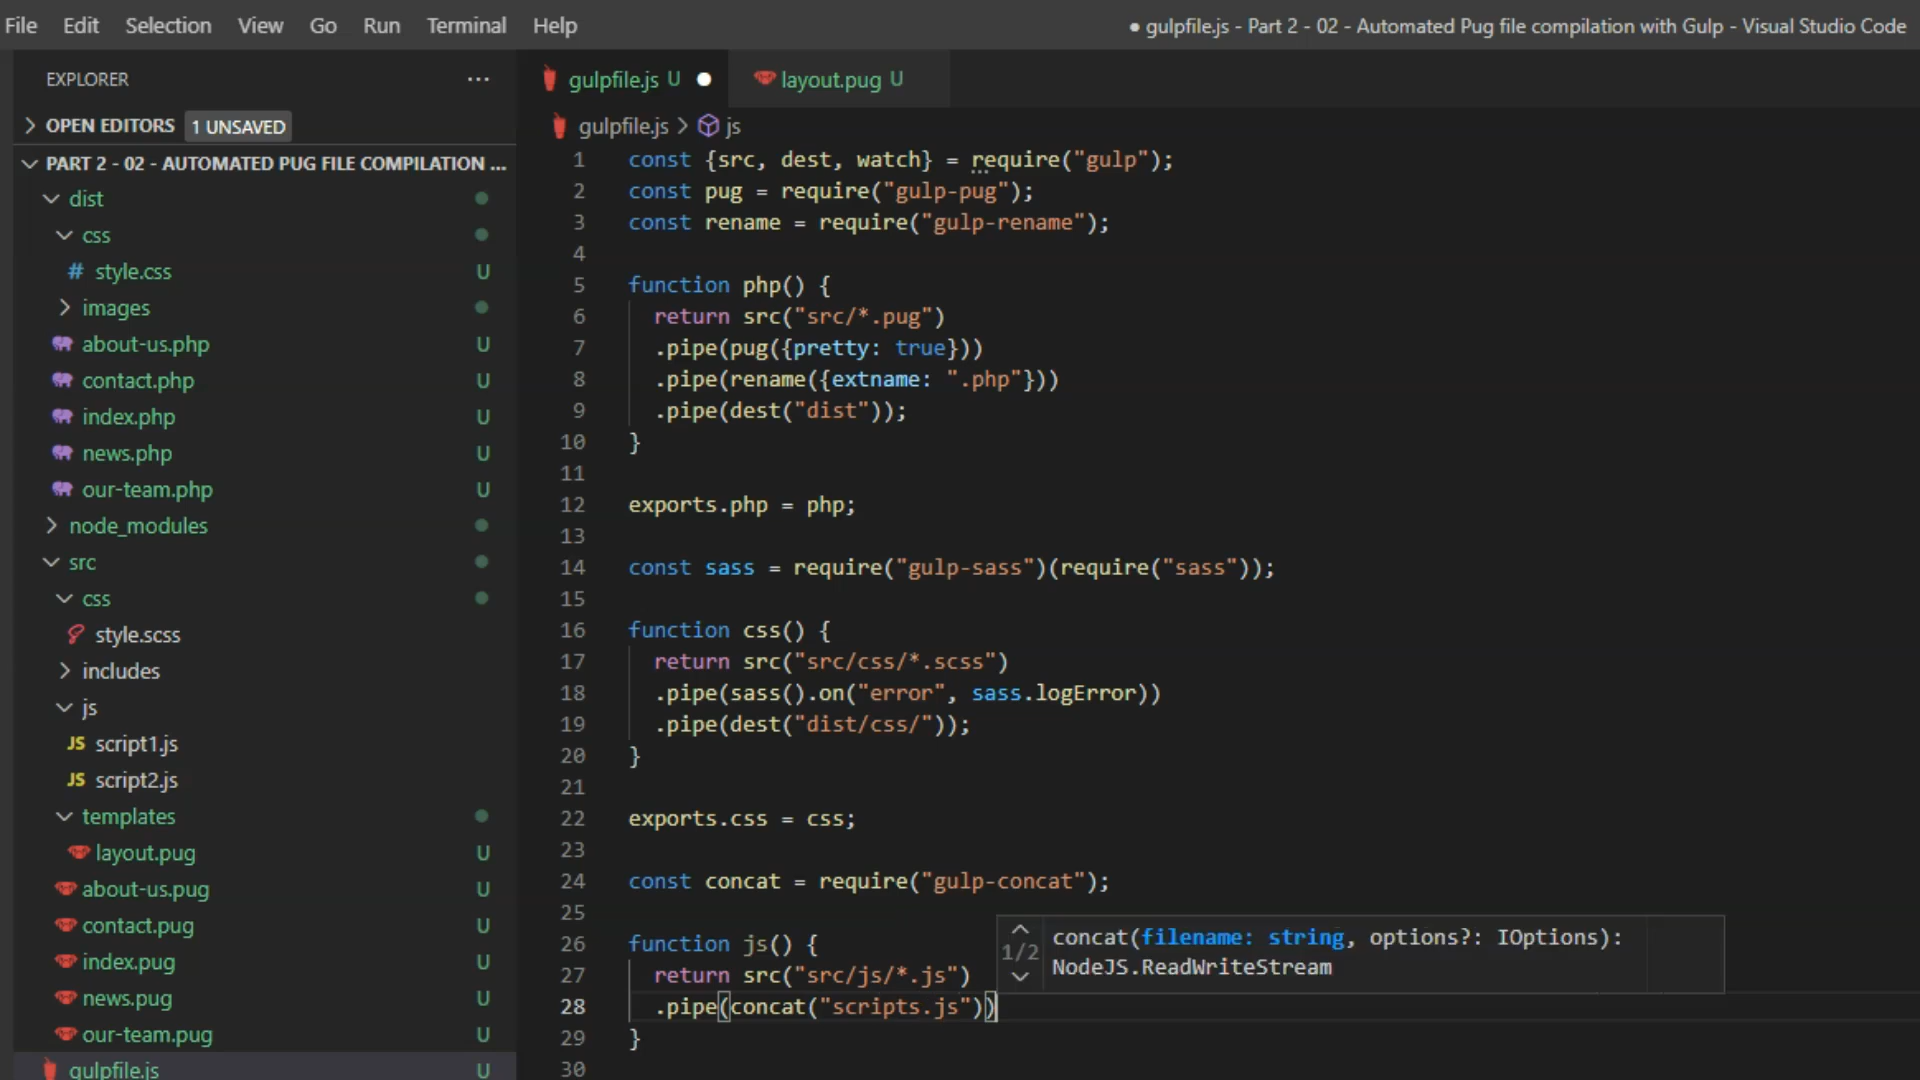 File Edit Selection View Go Run Terminal Help
● gulpfile.js - Part 2 - 02 - Automated Pug file compilation with Gulp - Visual Studio Code
EXPLORER ···
OPEN EDITORS 1 UNSAVED
PART 2 - 02 - AUTOMATED PUG FILE COMPILATION ...
dist
css
# style.css U
images
about-us.php U
contact.php U
index.php U
news.php U
our-team.php U
node_modules
src
css
style.scss
includes
js
JS script1.js
JS script2.js
templates
layout.pug U
about-us.pug U
contact.pug U
index.pug U
news.pug U
our-team.pug U
gulpfile.js U
gulpfile.js U ● layout.pug U
gulpfile.js > js
1 const {src, dest, watch} = require("gulp");
2 const pug = require("gulp-pug");
3 const rename = require("gulp-rename");
4
5 function php() {
6 return src("src/*.pug")
7 .pipe(pug({pretty: true}))
8 .pipe(rename({extname: ".php"}))
9 .pipe(dest("dist"));
10 }
11
12 exports.php = php;
13
14 const sass = require("gulp-sass")(require("sass"));
15
16 function css() {
17 return src("src/css/*.scss")
18 .pipe(sass().on("error", sass.logError))
19 .pipe(dest("dist/css/"));
20 }
21
22 exports.css = css;
23
24 const concat = require("gulp-concat");
25
26 function js() {
27 return src("src/js/*.js")
28 .pipe(concat("scripts.js"))
29 }
30
1/2 concat(filename: string, options?: IOptions):
NodeJS.ReadWriteStream